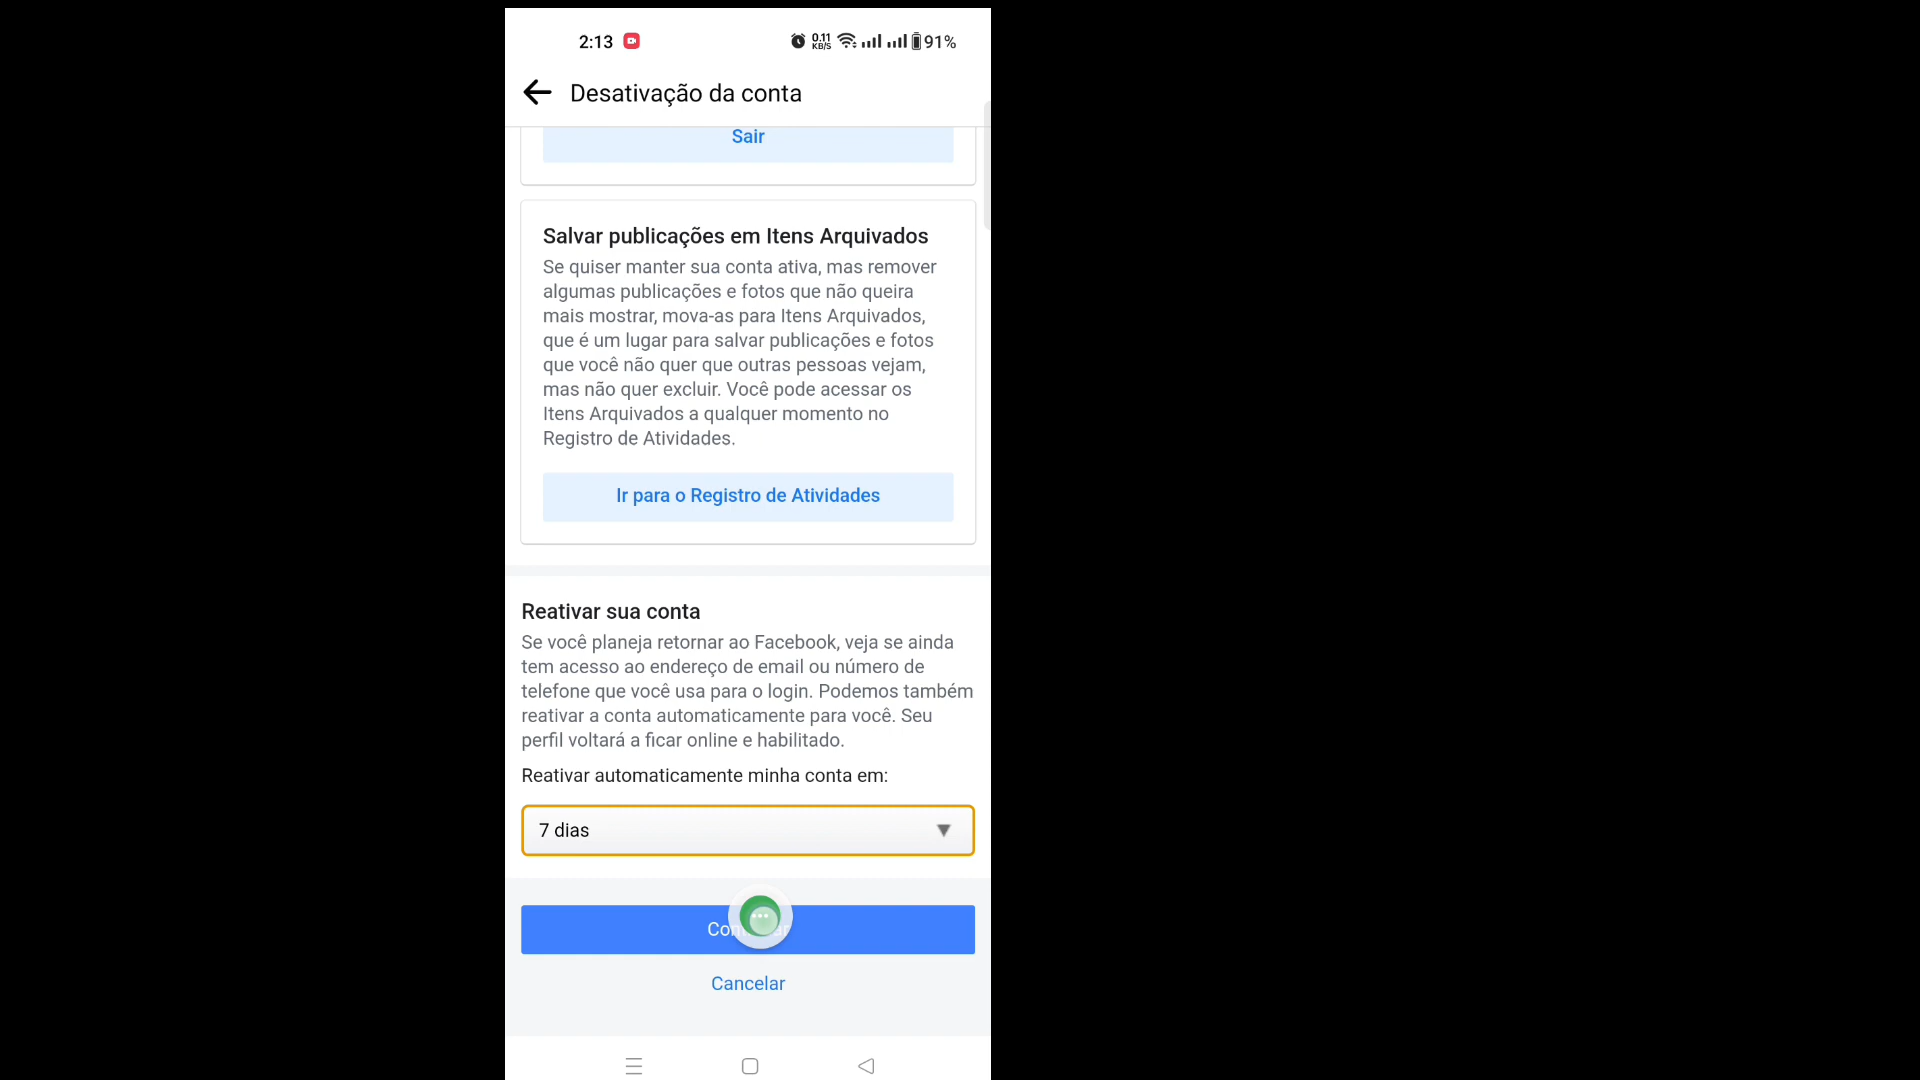 2:13 0.11 KB/S 91%
Desativação da conta
Sair
Salvar publicações em Itens Arquivados
Se quiser manter sua conta ativa, mas remover
algumas publicações e fotos que não queira
mais mostrar, mova-as para Itens Arquivados,
que é um lugar para salvar publicações e fotos
que você não quer que outras pessoas vejam,
mas não quer excluir. Você pode acessar os
Itens Arquivados a qualquer momento no
Registro de Atividades.
Ir para o Registro de Atividades
Reativar sua conta
Se você planeja retornar ao Facebook, veja se ainda
tem acesso ao endereço de email ou número de
telefone que você usa para o login. Podemos também
reativar a conta automaticamente para você. Seu
perfil voltará a ficar online e habilitado.
Reativar automaticamente minha conta em:
7 dias
Cancelar